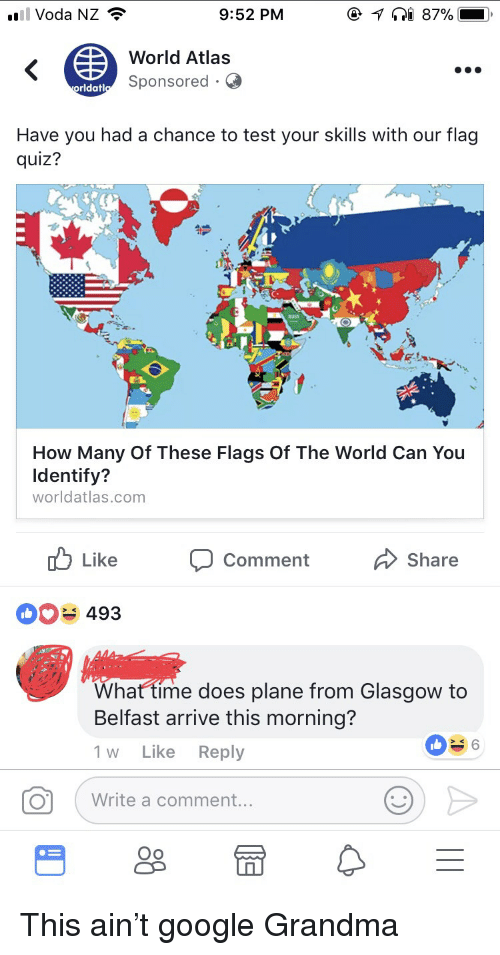 Voda NZ 9:52 PM 87%
World Atlas
Sponsored ·
orldatla
Have you had a chance to test your skills with our flag
quiz?
How Many Of These Flags Of The World Can You
Identify?
worldatlas.com
Like Comment Share
493
What time does plane from Glasgow to
Belfast arrive this morning?
1 w Like Reply 6
Write a comment...
This ain't google Grandma